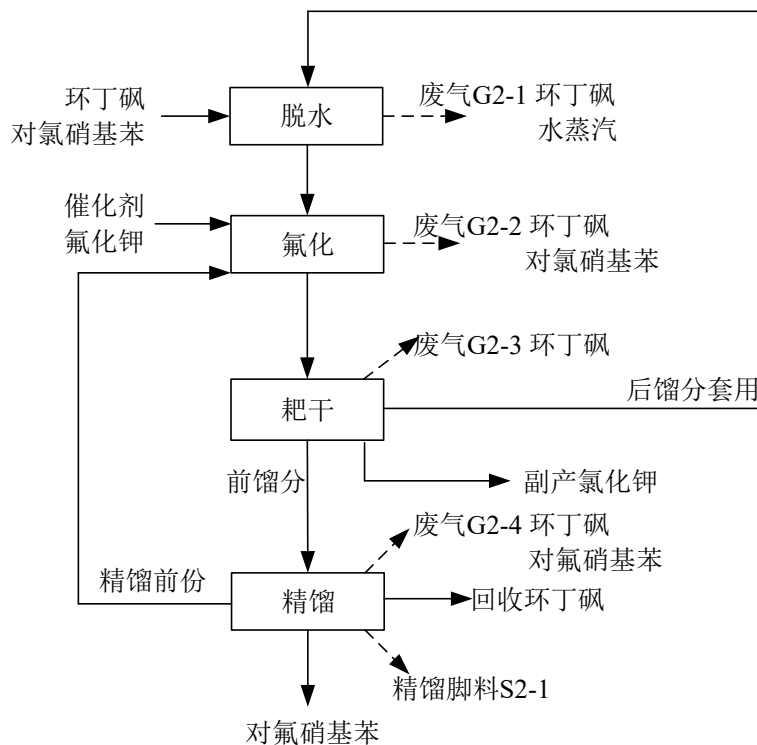 环丁砜
对氯硝基苯
脱水
废气G2-1 环丁砜
水蒸汽
催化剂
氟化钾
氟化
废气G2-2 环丁砜
对氯硝基苯
废气G2-3 环丁砜
耙干
后馏分套用
前馏分
副产氯化钾
废气G2-4 环丁砜
对氟硝基苯
精馏前份
精馏
回收环丁砜
精馏脚料S2-1
对氟硝基苯